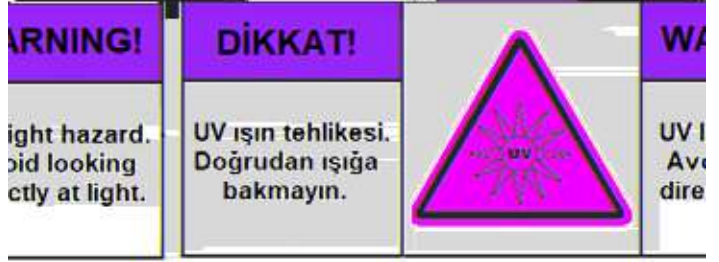 ARNING!
ight hazard.
oid looking
ctly at light.
DİKKAT!
UV ışın tehlikesi.
Doğrudan ışığa
bakmayın.
UV
WA
UV l
Avo
dire